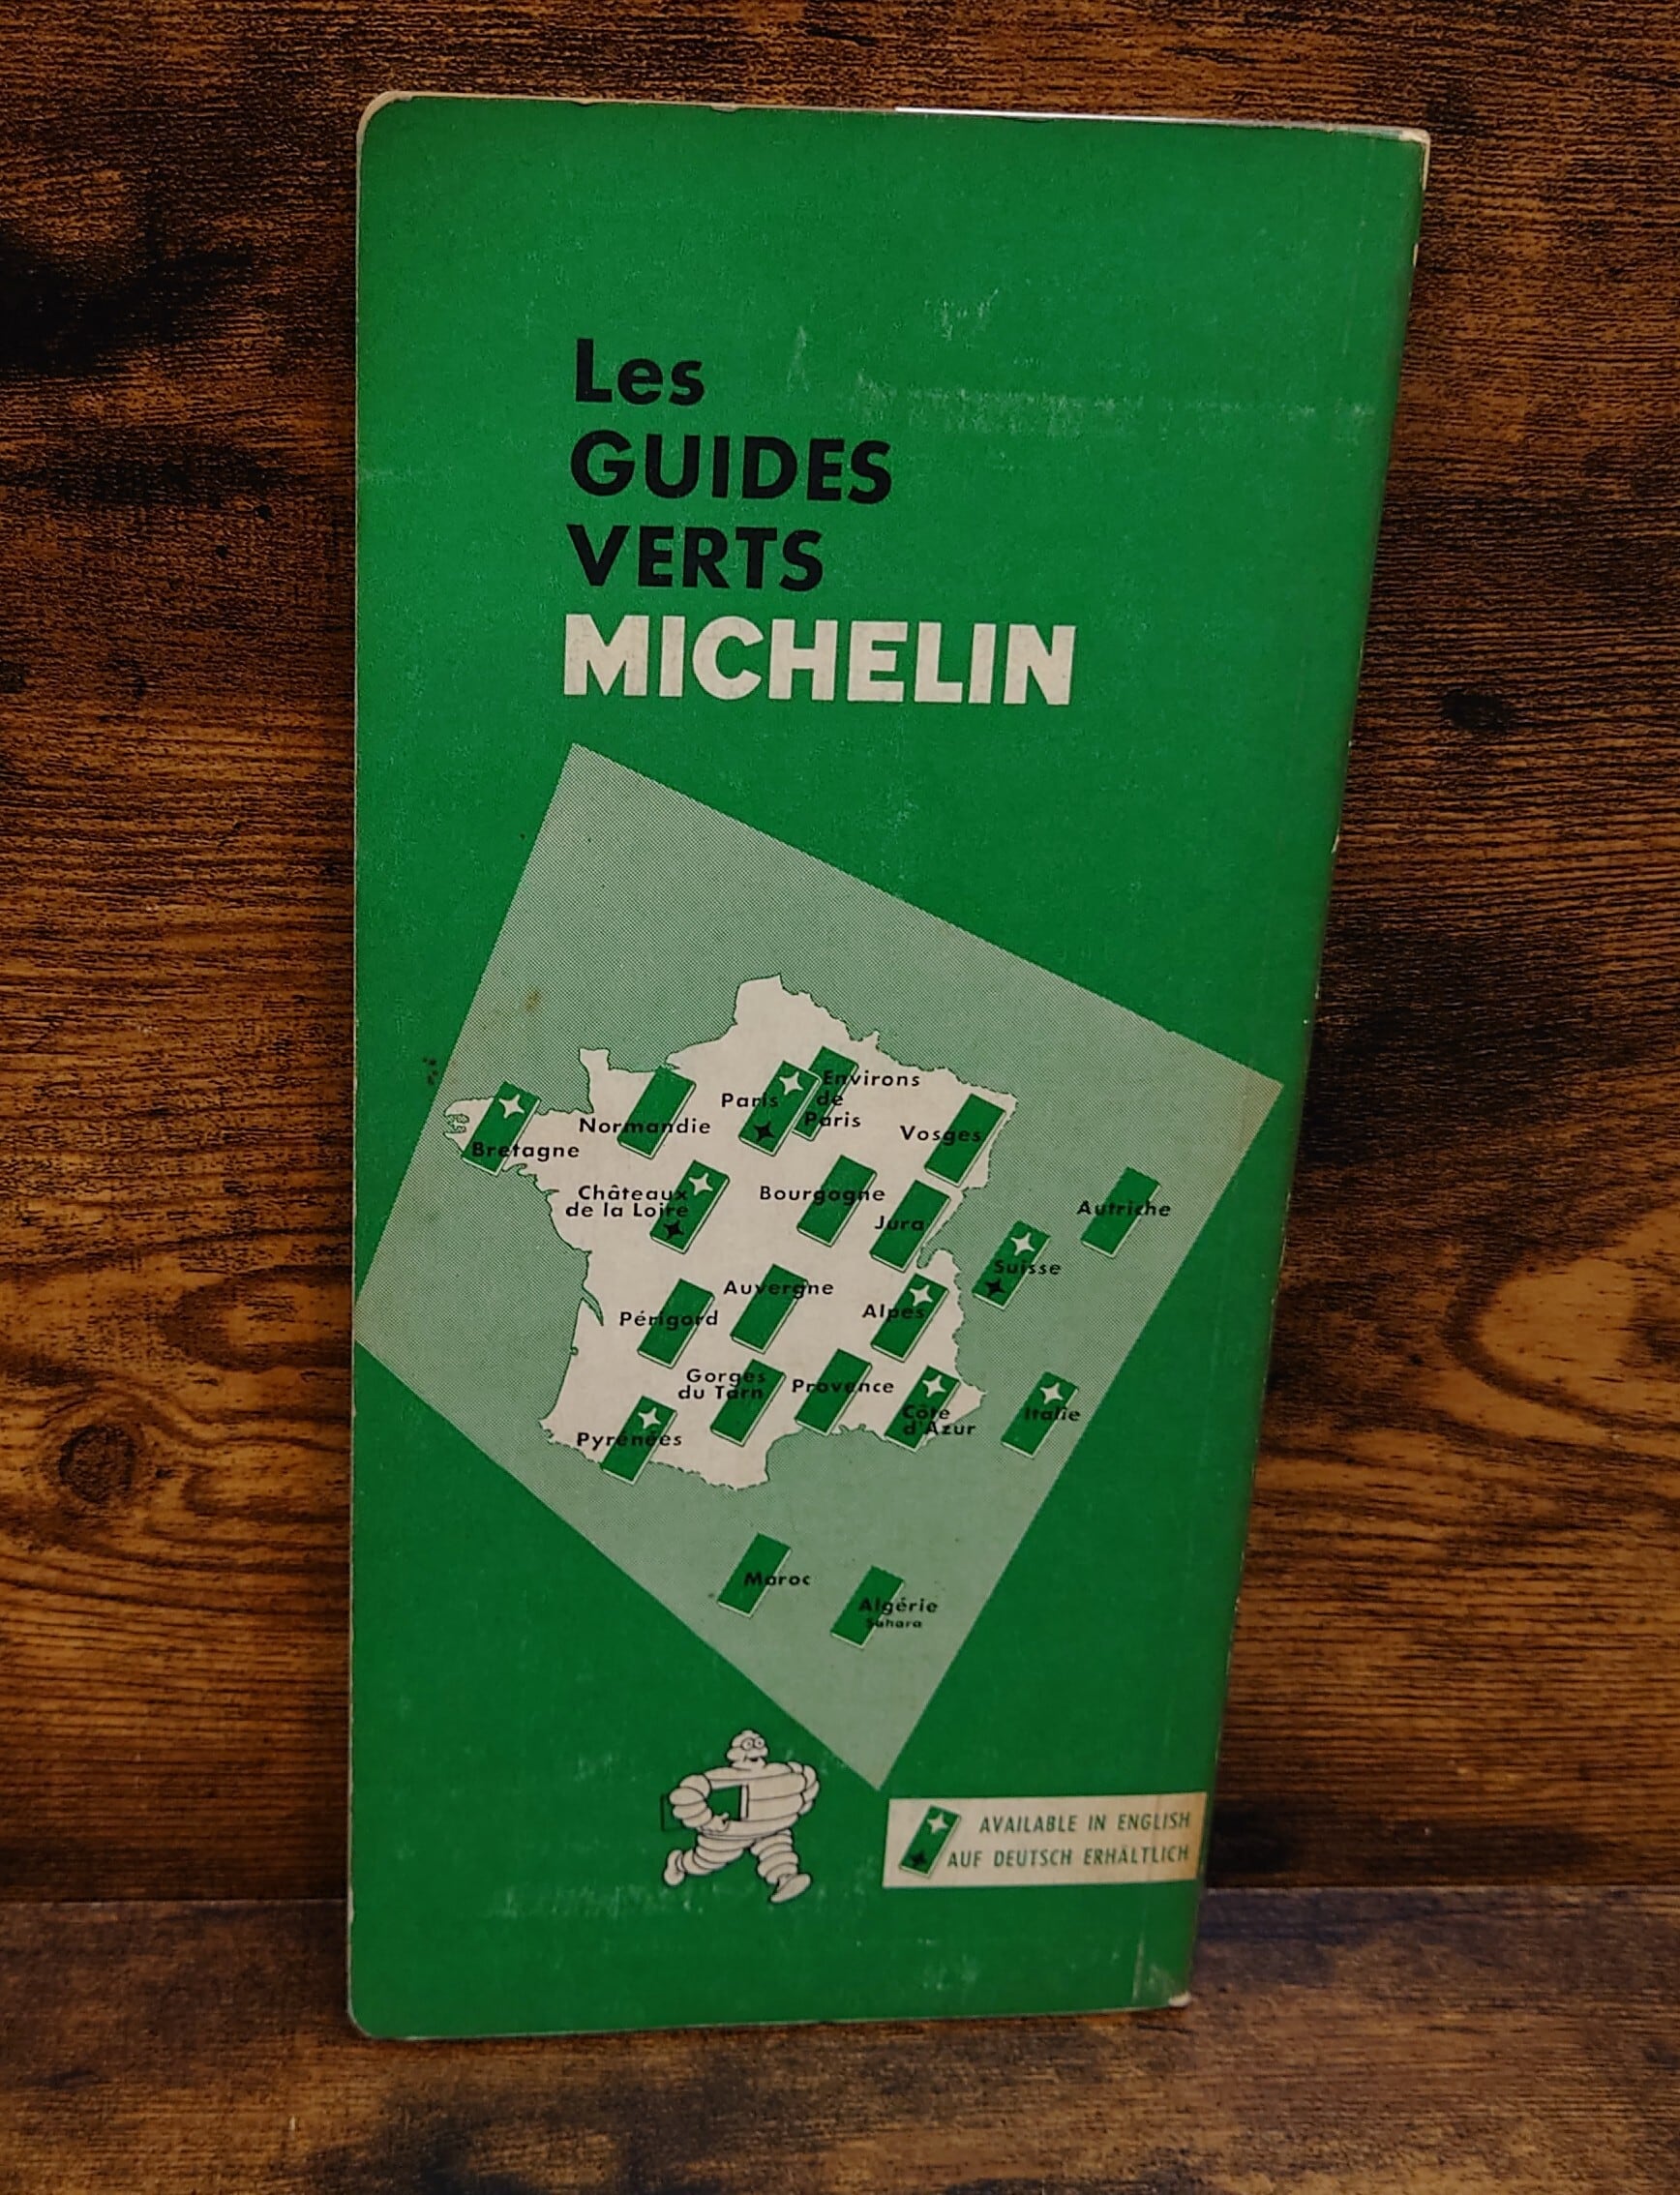 Les
GUIDES
VERTS
MICHELIN
Environs
de
Paris
Paris
Normandie
Vosges
Bretagne
Châteaux
de la Loire
Bourgogne
Jura
Autriche
Suisse
Auvergne
Périgord
Alpes
Gorges
du Tarn
Provence
Côte
d'Azur
Italie
Pyrénées
Maroc
Algérie
Sahara
AVAILABLE IN ENGLISH
AUF DEUTSCH ERHÄLTLICH